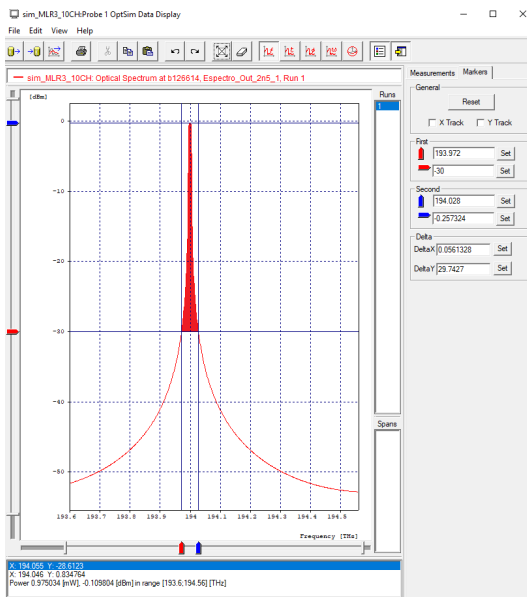 sim_MLR3_10CH:Probe 1 OptSim Data Display
File Edit View Help
sim_MLR3_10CH: Optical Spectrum at b126614, Espectro_Out_2n5_1, Run 1
[dBm]
0
-10
-20
-30
-40
-50
193.6 193.7 193.8 193.9 194 194.1 194.2 194.3 194.4 194.5
Frequency [THz]
Runs
1
Spans
Measurements Markers
General
Reset
X Track Y Track
First
193.972 Set
-30 Set
Second
194.028 Set
-0.257324 Set
Delta
DeltaX 0.0561328 Set
DeltaY 29.7427 Set
X: 194.055 Y: -28.6123
X: 194.046 Y: 0.834764
Power 0.975034 [mW], -0.109804 [dBm] in range [193.6;194.56] [THz]